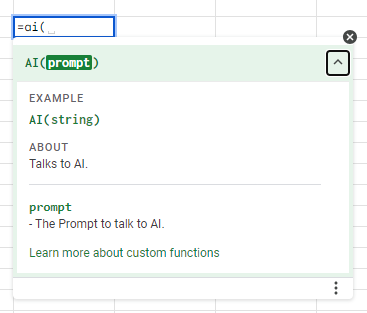 =ai(
AI(prompt)
EXAMPLE
AI(string)
ABOUT
Talks to AI.
prompt
- The Prompt to talk to AI.
Learn more about custom functions